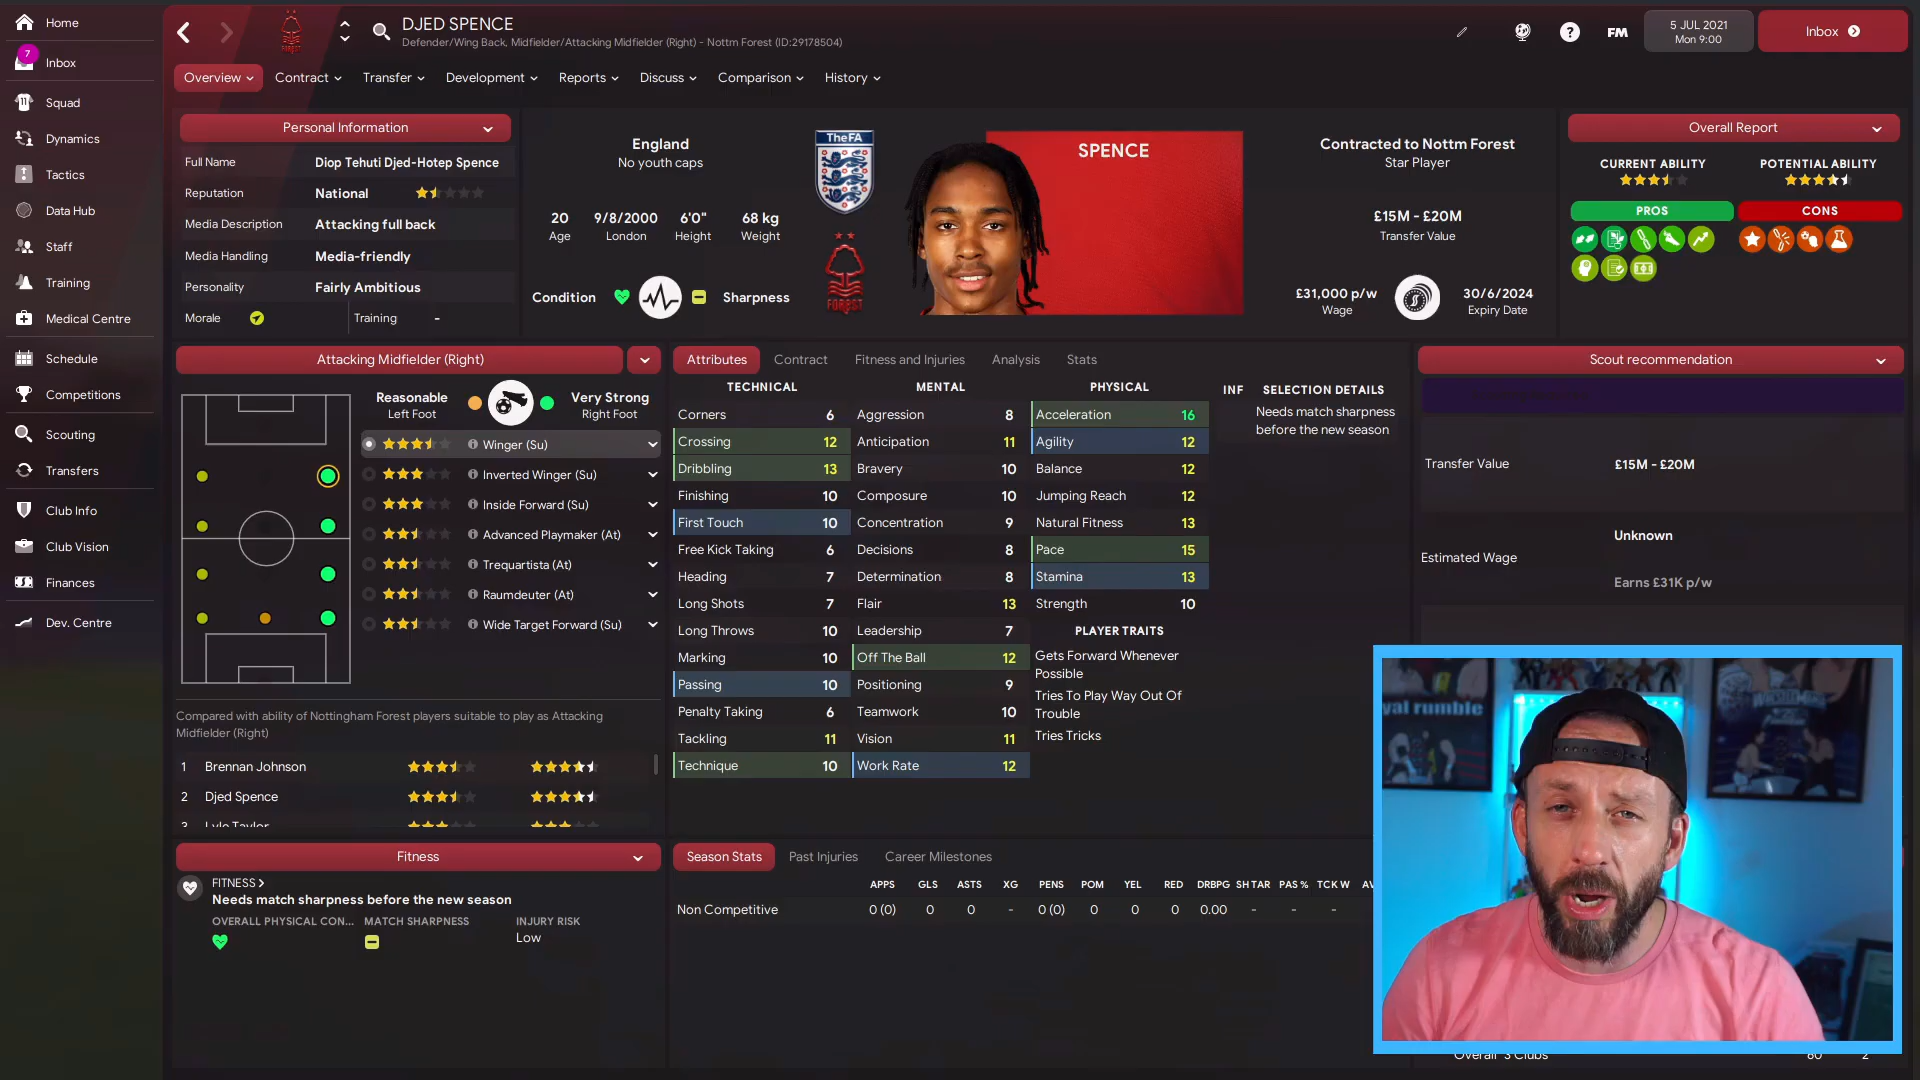 Home
7
Inbox
Squad
Dynamics
Tactics
Data Hub
Staff
Training
Medical Centre
Schedule
Competitions
Scouting
Transfers
Club Info
Club Vision
Finances
Dev. Centre
DJED SPENCE
Defender/Wing Back, Midfielder/Attacking Midfielder (Right) - Nottm Forest (ID:29178504)
FM
5 JUL 2021
Mon 9:00
Inbox
Overview
Contract
Transfer
Development
Reports
Discuss
Comparison
History
Personal Information
Full Name Diop Tehuti Djed-Hotep Spence
Reputation National
Media Description Attacking full back
Media Handling Media-friendly
Personality Fairly Ambitious
Morale Training -
England
No youth caps
20 9/8/2000 6'0" 68 kg
Age London Height Weight
Condition Sharpness
TheFA
FOREST
SPENCE
Contracted to Nottm Forest
Star Player
£15M - £20M
Transfer Value
£31,000 p/w 30/6/2024
Wage Expiry Date
Overall Report
CURRENT ABILITY POTENTIAL ABILITY
PROS CONS
Attacking Midfielder (Right)
Reasonable Very Strong
Left Foot Right Foot
Winger (Su)
Inverted Winger (Su)
Inside Forward (Su)
Advanced Playmaker (At)
Trequartista (At)
Raumdeuter (At)
Wide Target Forward (Su)
Compared with ability of Nottingham Forest players suitable to play as Attacking
Midfielder (Right)
1 Brennan Johnson
2 Djed Spence
3 Lyle Taylor
Attributes Contract Fitness and Injuries Analysis Stats
TECHNICAL
Corners 6
Crossing 12
Dribbling 13
Finishing 10
First Touch 10
Free Kick Taking 6
Heading 7
Long Shots 7
Long Throws 10
Marking 10
Passing 10
Penalty Taking 6
Tackling 11
Technique 10
MENTAL
Aggression 8
Anticipation 11
Bravery 10
Composure 10
Concentration 9
Decisions 8
Determination 8
Flair 13
Leadership 7
Off The Ball 12
Positioning 9
Teamwork 10
Vision 11
Work Rate 12
PHYSICAL
Acceleration 16
Agility 12
Balance 12
Jumping Reach 12
Natural Fitness 13
Pace 15
Stamina 13
Strength 10
PLAYER TRAITS
Gets Forward Whenever
Possible
Tries To Play Way Out Of
Trouble
Tries Tricks
INF SELECTION DETAILS
Needs match sharpness
before the new season
Scout recommendation
Transfer Value £15M - £20M
Unknown
Estimated Wage
Earns £31K p/w
Fitness
FITNESS
Needs match sharpness before the new season
OVERALL PHYSICAL CON... MATCH SHARPNESS INJURY RISK
Low
Season Stats Past Injuries Career Milestones
APPS GLS ASTS XG PENS POM YEL RED DRBPG SH TAR PAS % TCK W AV
Non Competitive 0 (0) 0 0 - 0 (0) 0 0 0 0.00 - - -
yal rumble
Overall 3 Clubs 60 2